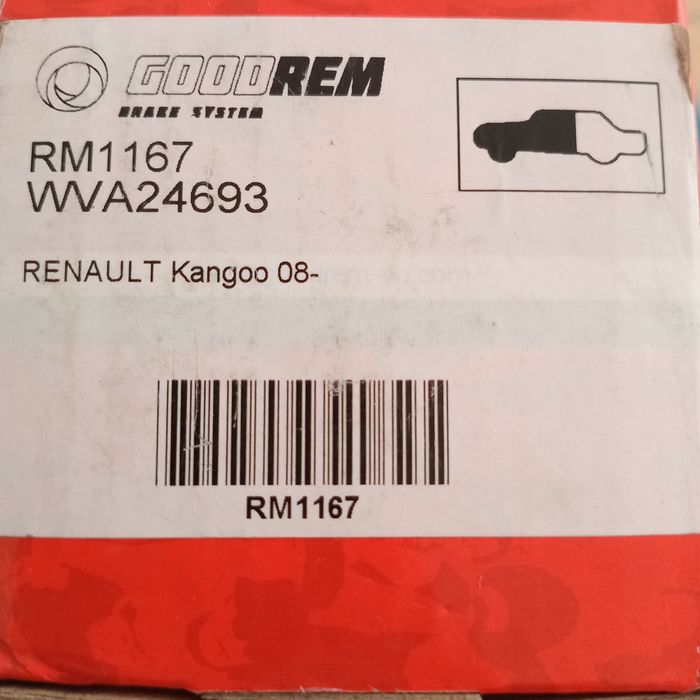 GOODREM
BRAKE SYSTEM
RM1167
WVA24693
RENAULT Kangoo 08-
RM1167